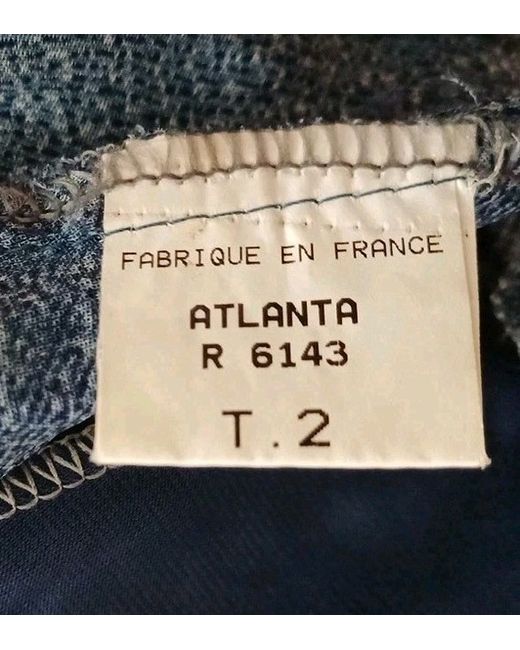 FABRIQUE EN FRANCE
ATLANTA
R 6143
T.2